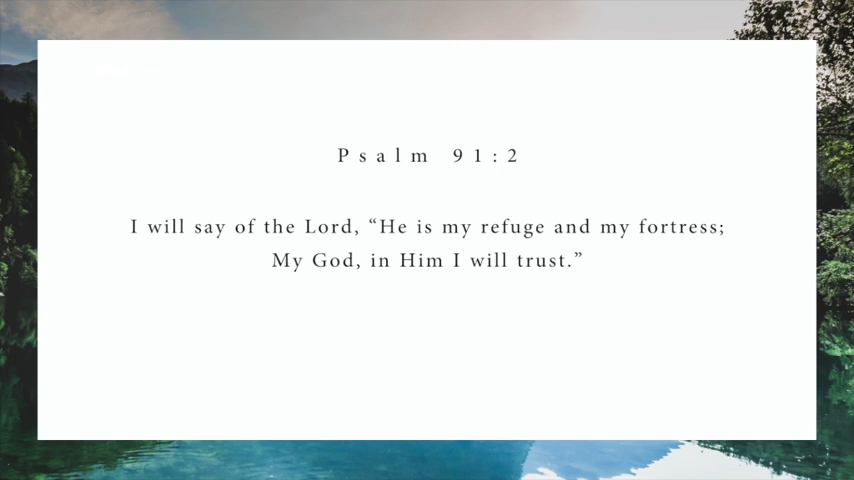 Psalm 91:2
I will say of the Lord, “He is my refuge and my fortress;
My God, in Him I will trust.”